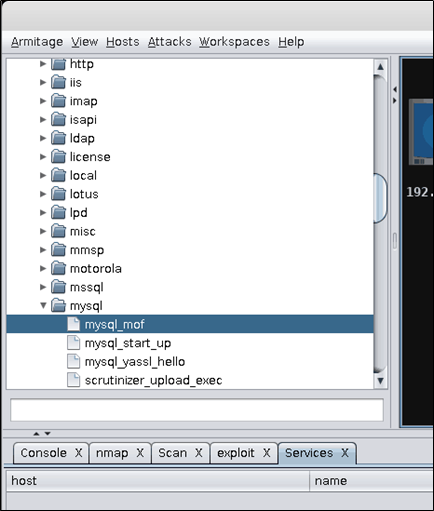 Armitage View Hosts Attacks Workspaces Help
http
iis
imap
isapi
ldap
license
local
lotus
lpd
misc
mmsp
motorola
mssql
mysql
mysql_mof
mysql_start_up
mysql_yassl_hello
scrutinizer_upload_exec
192.
Console X nmap X Scan X exploit X Services X
host name